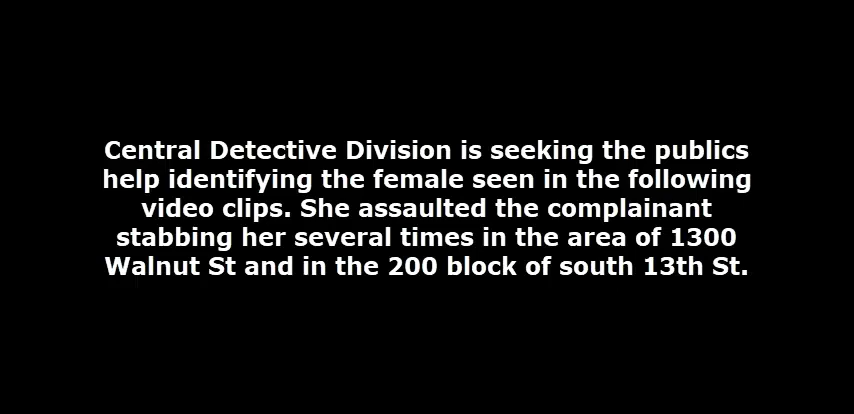 Central Detective Division is seeking the publics
help identifying the female seen in the following
video clips. She assaulted the complainant
stabbing her several times in the area of 1300
Walnut St and in the 200 block of south 13th St.